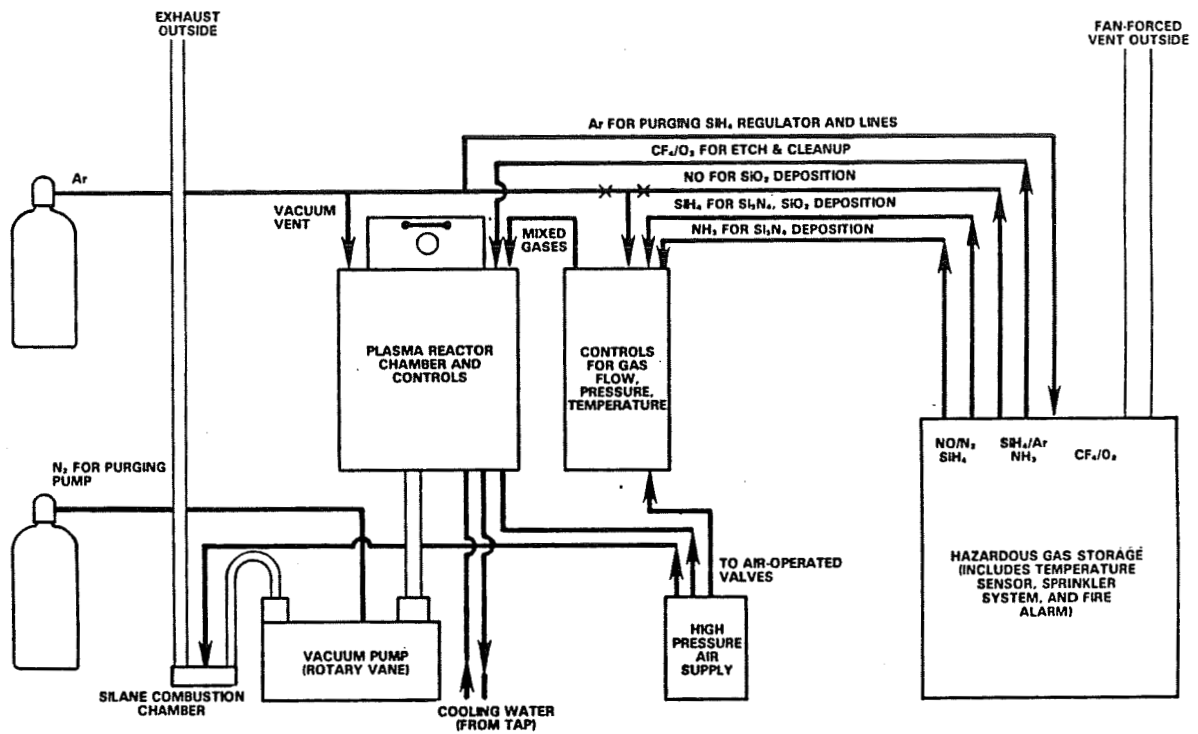 EXHAUST
OUTSIDE
FAN-FORCED
VENT OUTSIDE
Ar FOR PURGING SiH₄ REGULATOR AND LINES
CF₄/O₂ FOR ETCH & CLEANUP
Ar
NO FOR SiO₂ DEPOSITION
VACUUM
VENT
SiH₄ FOR Si₃N₄, SiO₂ DEPOSITION
MIXED
GASES
NH₃ FOR Si₃N₄ DEPOSITION
PLASMA REACTOR
CHAMBER AND
CONTROLS
CONTROLS
FOR GAS
FLOW,
PRESSURE,
TEMPERATURE
NO/N₂
SiH₄
SiH₄/Ar
NH₃
CF₄/O₂
N₂ FOR PURGING
PUMP
HAZARDOUS GAS STORAGE
(INCLUDES TEMPERATURE
SENSOR, SPRINKLER
SYSTEM, AND FIRE
ALARM)
TO AIR-OPERATED
VALVES
HIGH
PRESSURE
AIR
SUPPLY
VACUUM PUMP
(ROTARY VANE)
SILANE COMBUSTION
CHAMBER
COOLING WATER
(FROM TAP)